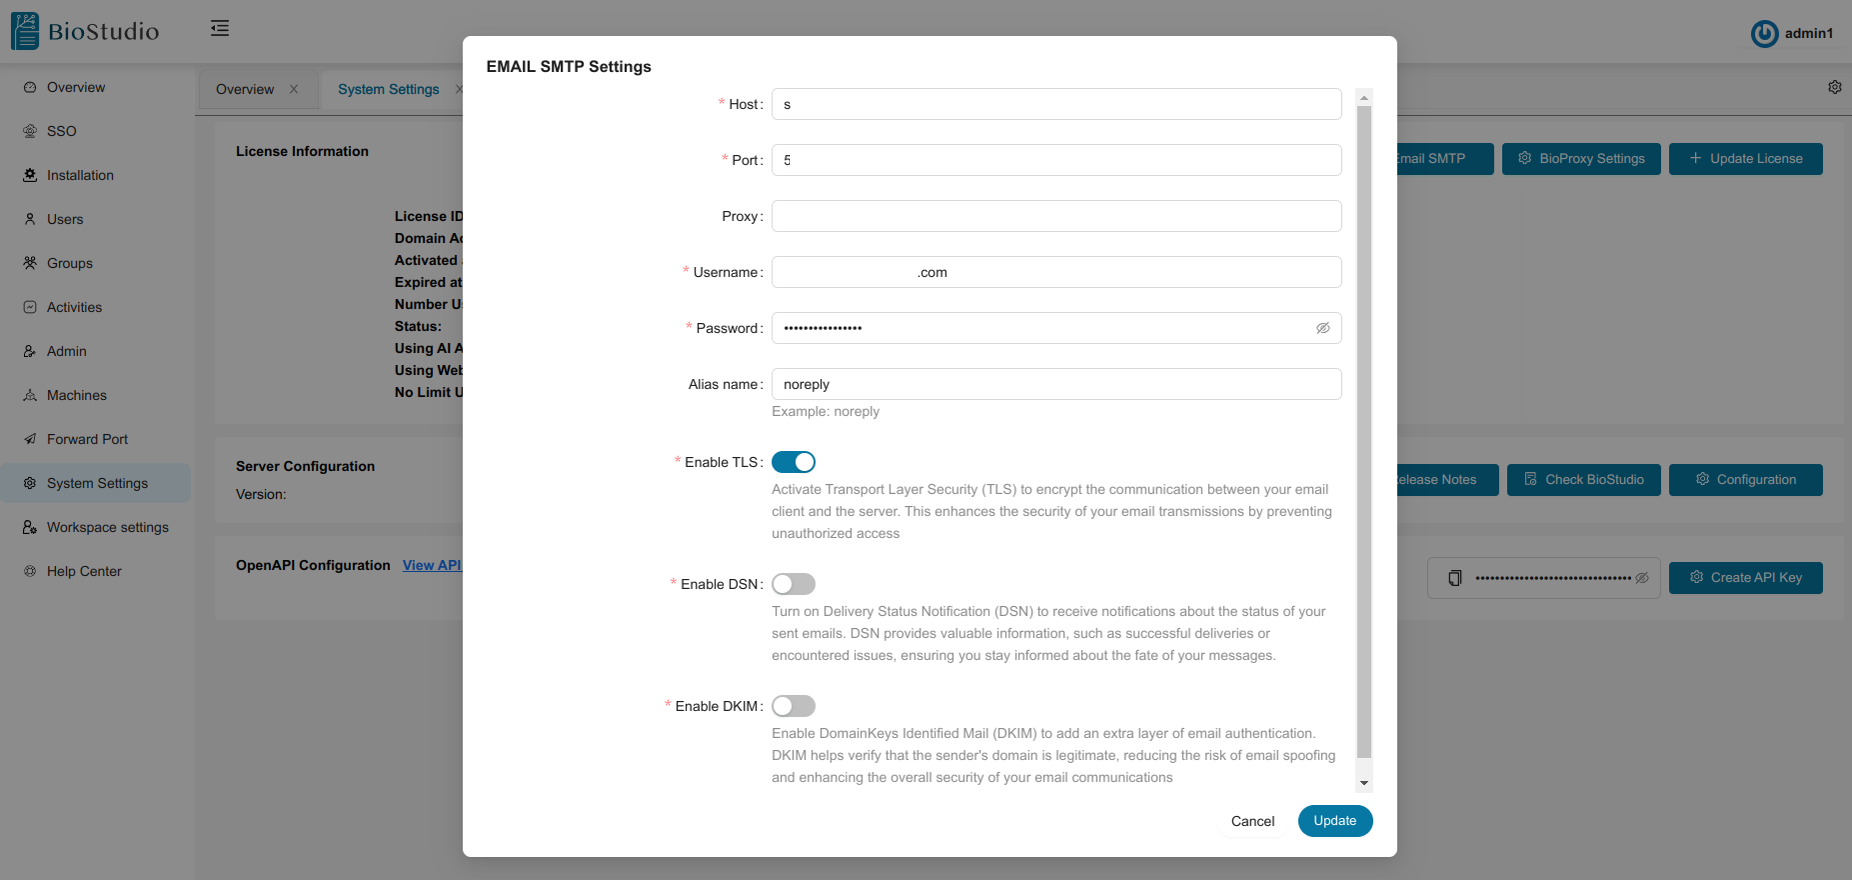 BioStudio
admin1
Overview
SSO
Installation
Users
Groups
Activities
Admin
Machines
Forward Port
System Settings
Workspace settings
Help Center
Overview
System Settings
License Information
License ID
Activated
Expired at
Status:
No Limit
Email SMTP
BioProxy Settings
Update License
Server Configuration
Version:
Release Notes
Check BioStudio
Configuration
OpenAPI Configuration View API
Create API Key
EMAIL SMTP Settings
* Host: s
* Port: 5
Proxy:
* Username: .com
* Password: ••••••••••••••••
Alias name: noreply
Example: noreply
* Enable TLS:
Activate Transport Layer Security (TLS) to encrypt the communication between your email
client and the server. This enhances the security of your email transmissions by preventing
unauthorized access
* Enable DSN:
Turn on Delivery Status Notification (DSN) to receive notifications about the status of your
sent emails. DSN provides valuable information, such as successful deliveries or
encountered issues, ensuring you stay informed about the fate of your messages.
* Enable DKIM:
Enable DomainKeys Identified Mail (DKIM) to add an extra layer of email authentication.
DKIM helps verify that the sender's domain is legitimate, reducing the risk of email spoofing
and enhancing the overall security of your email communications
Cancel
Update